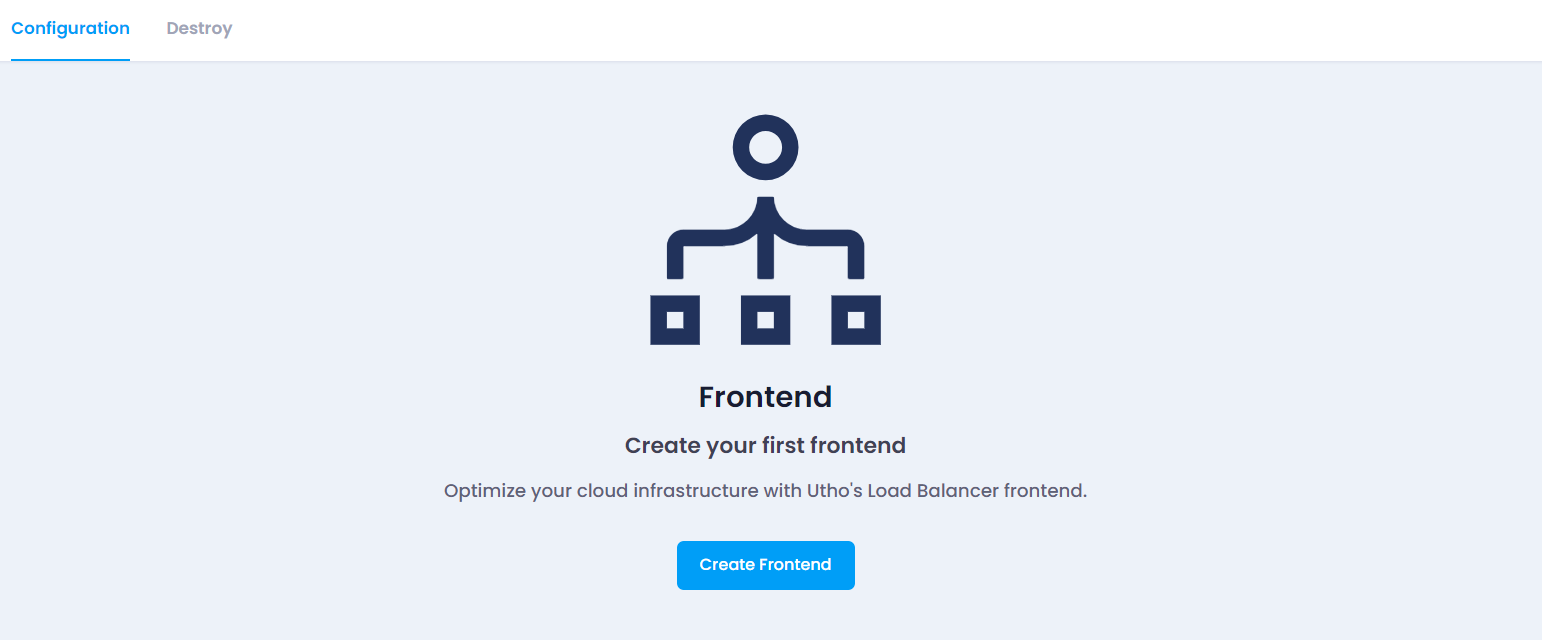 Configuration Destroy
Frontend
Create your first frontend
Optimize your cloud infrastructure with Utho's Load Balancer frontend.
Create Frontend